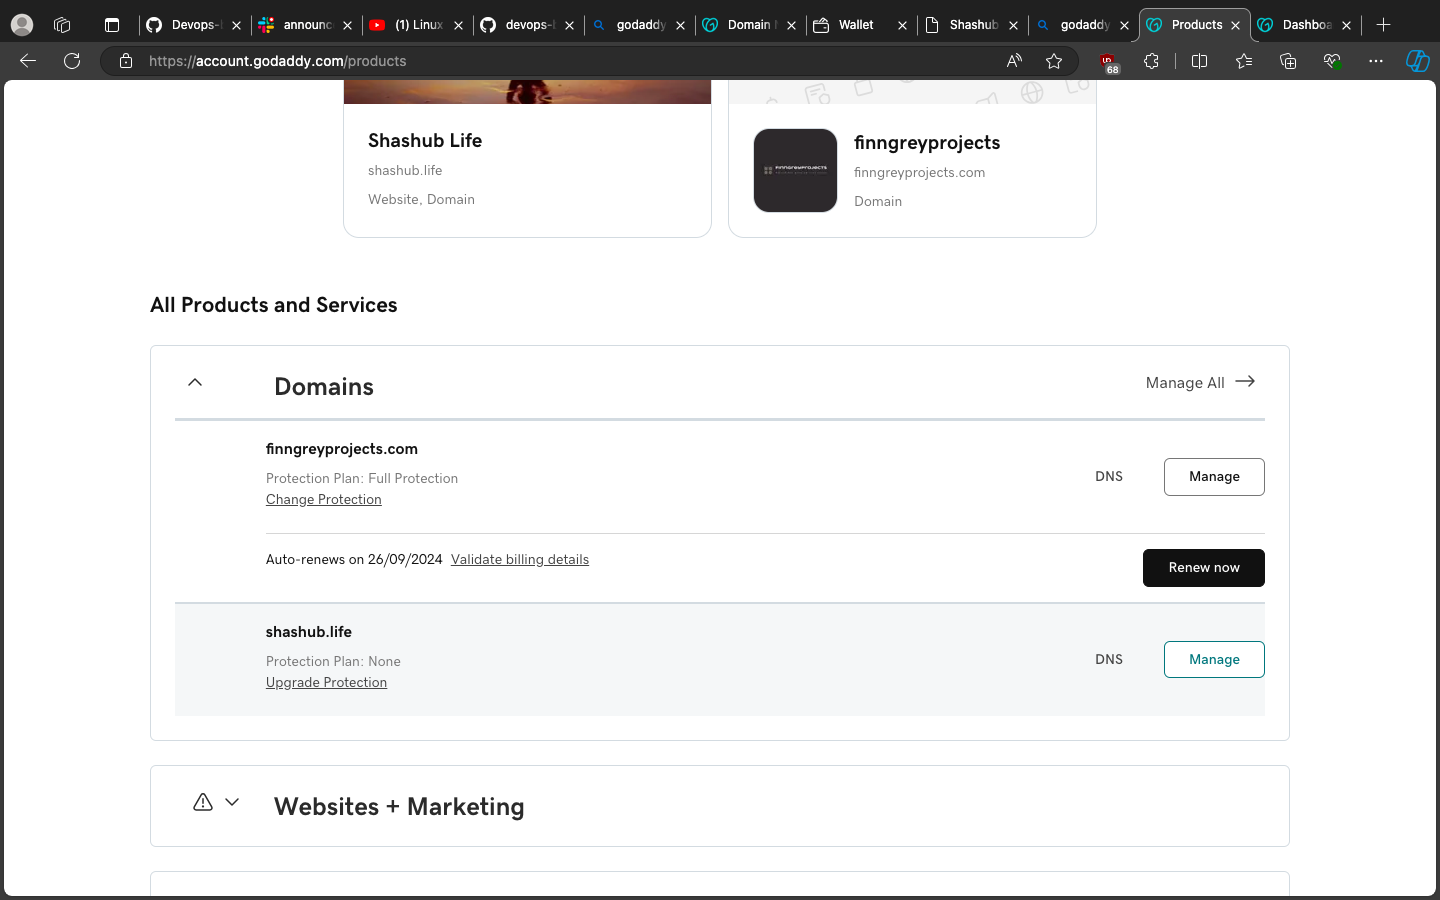 Devops-
announc
(1) Linux
devops-
godaddy
Domain
Wallet
Shashub
godaddy
Products
Dashboa
https://account.godaddy.com/products
68
Shashub Life
shashub.life
Website, Domain
FINNGREYPROJECTS
finngreyprojects
finngreyprojects.com
Domain
All Products and Services
Domains
Manage All
finngreyprojects.com
Protection Plan: Full Protection
Change Protection
DNS
Manage
Auto-renews on 26/09/2024 Validate billing details
Renew now
shashub.life
Protection Plan: None
Upgrade Protection
DNS
Manage
Websites + Marketing